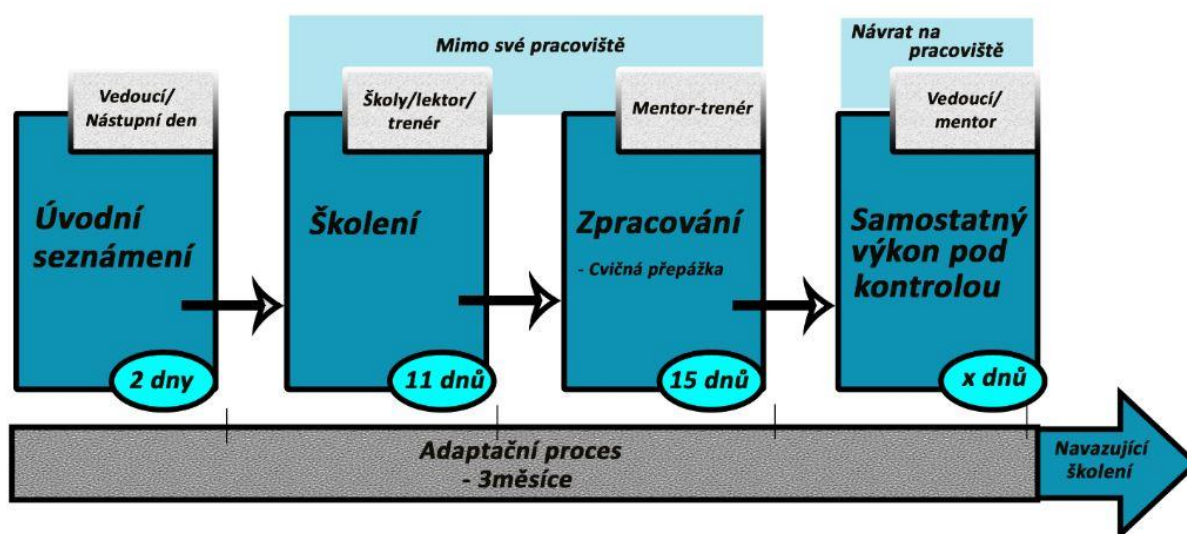 Mimo své pracoviště
Návrat na
pracoviště
Vedoucí/
Nástupní den
Školy/lektor/
trenér
Mentor-trenér
Vedoucí/
mentor
Úvodní
seznámení
Školení
Zpracování
- Cvičná přepážka
Samostatný
výkon pod
kontrolou
2 dny
11 dnů
15 dnů
x dnů
Adaptační proces
- 3měsíce
Navazující
školení